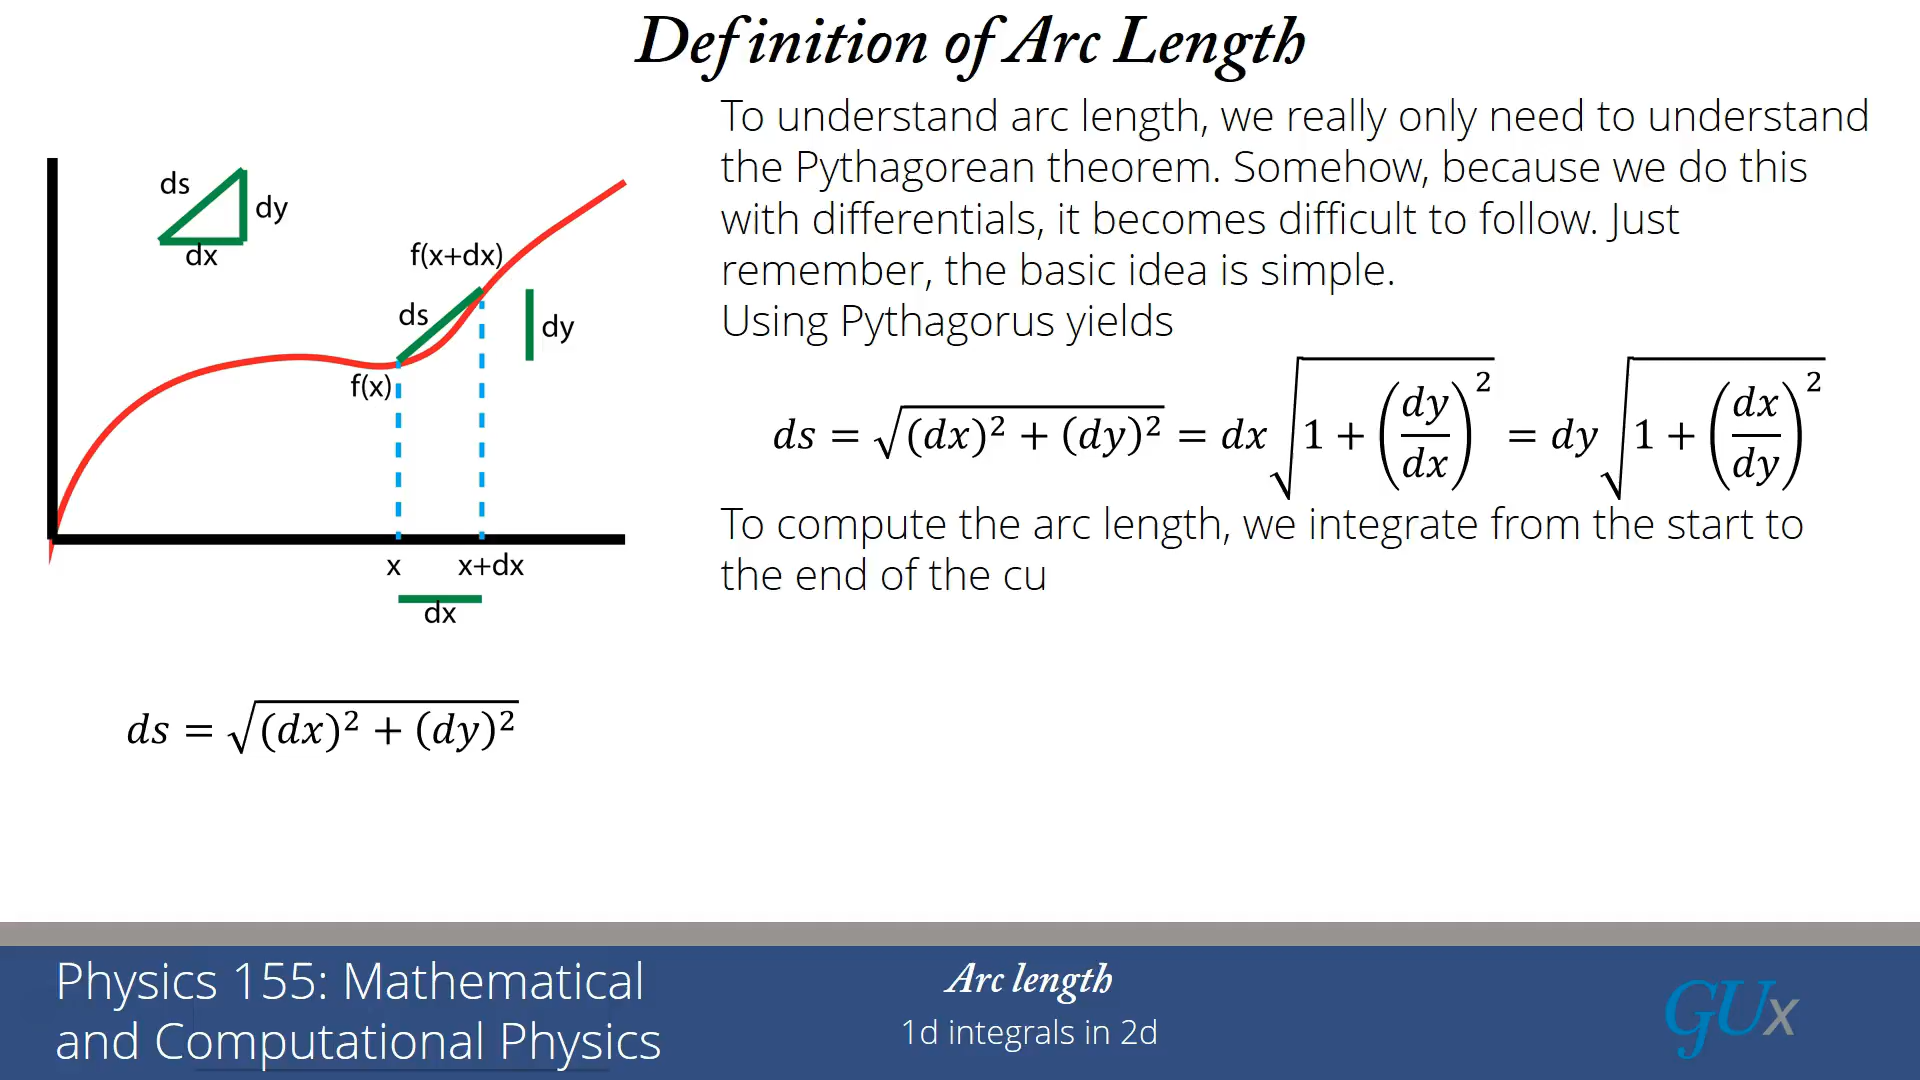 Definition of Arc Length
To understand arc length, we really only need to understand
the Pythagorean theorem. Somehow, because we do this
with differentials, it becomes difficult to follow. Just
remember, the basic idea is simple.
Using Pythagorus yields
ds = √((dx)² + (dy)²) = dx √(1 + (dy/dx)²) = dy √(1 + (dx/dy)²)
To compute the arc length, we integrate from the start to
the end of the cu
ds
dy
dx
f(x+dx)
ds
dy
f(x)
x
x+dx
dx
ds = √((dx)² + (dy)²)
Physics 155: Mathematical
and Computational Physics
Arc length
1d integrals in 2d
GUx